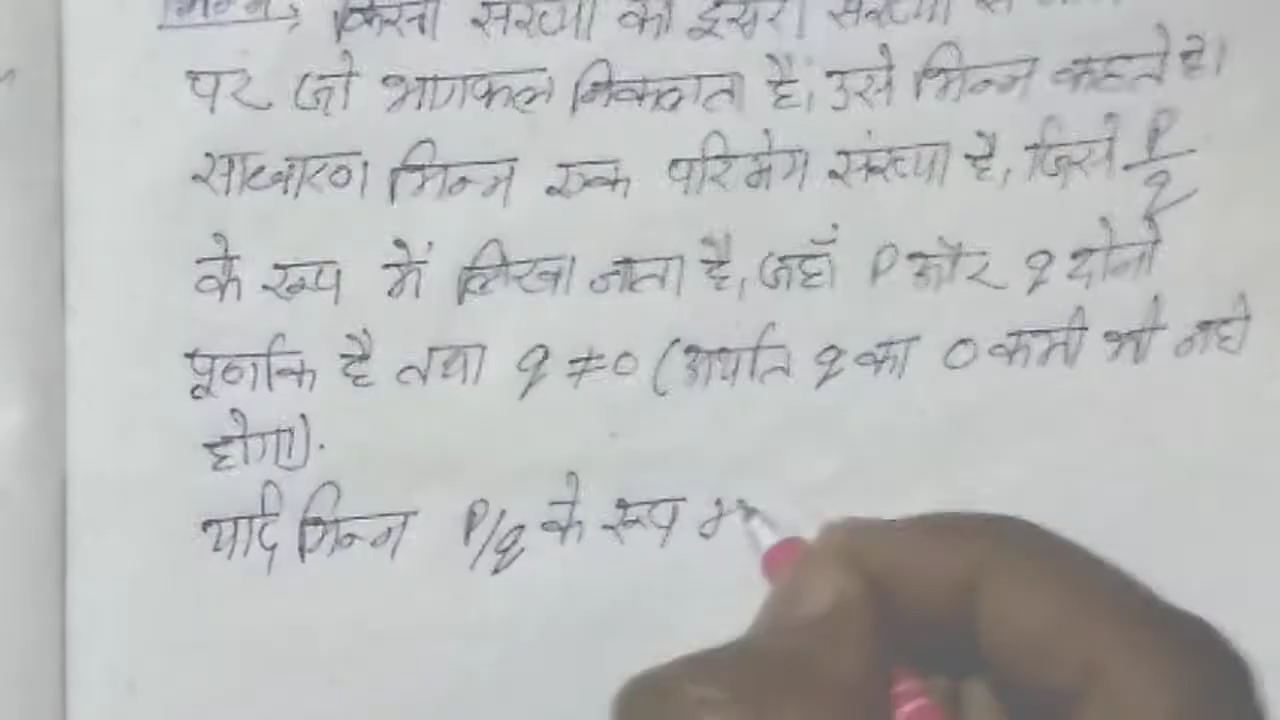 भिन्न: किसी संख्या को दूसरी संख्या से
पर जो भागफल निकलता है, उसे भिन्न कहते है।
साधारण भिन्न एक परिमेय संख्या है, जिसे P/q
के रूप में लिखा जाता है, जहाँ P और q दोनों
पूर्णांक है तथा q ≠ 0 (अर्थात q का 0 कभी भी नही
होगा).
यदि भिन्न P/q के रूप